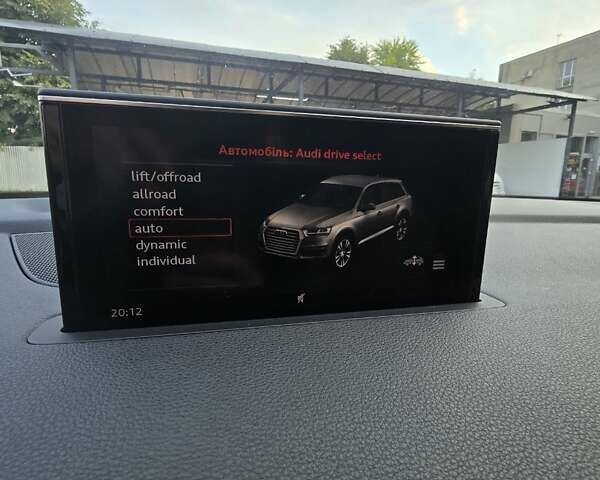 Автомобіль: Audi drive select
lift/offroad
allroad
comfort
auto
dynamic
individual
20:12